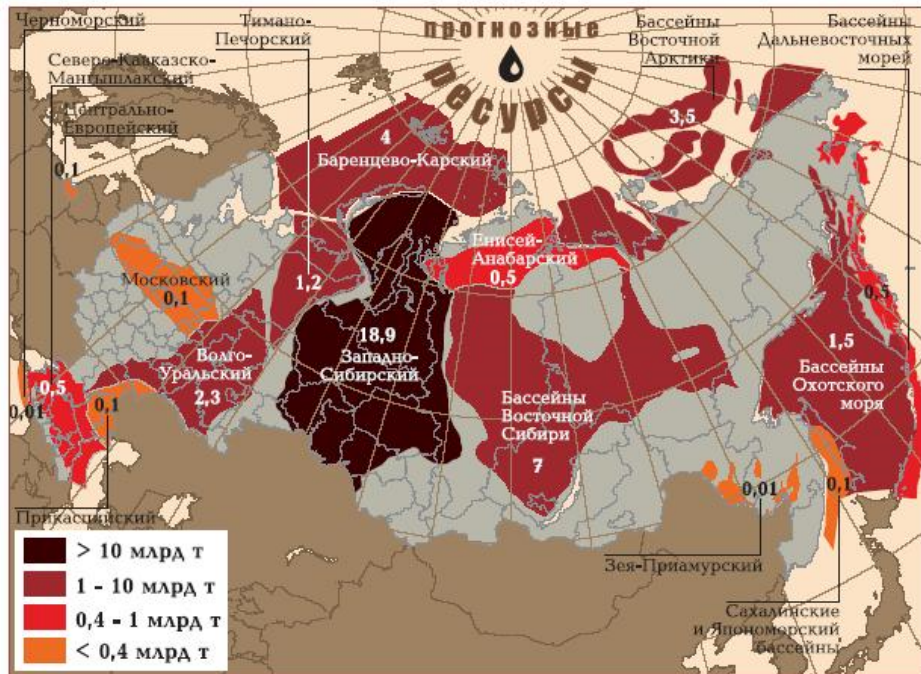 Черноморский
Северо-Кавказско-
Мангышлакский
Центрально-
Европейский
Тимано-
Печорский
прогнозные
ресурсы
Бассейны
Восточной
Арктики
Бассейны
Дальневосточных
морей
0,1
4
Баренцево-Карский
3,5
Енисей-
Анабарский
0,5
Московский
0,1
1,2
18,9
Западно-
Сибирский
Волго-
Уральский
2,3
0,5
0,01
0,1
Бассейны
Восточной
Сибири
7
0,5
1,5
Бассейны
Охотского
моря
0,01
0,1
Прикаспийский
Зея-Приамурский
Сахалинские
и Япономорский
бассейны
> 10 млрд т
1 - 10 млрд т
0,4 - 1 млрд т
< 0,4 млрд т